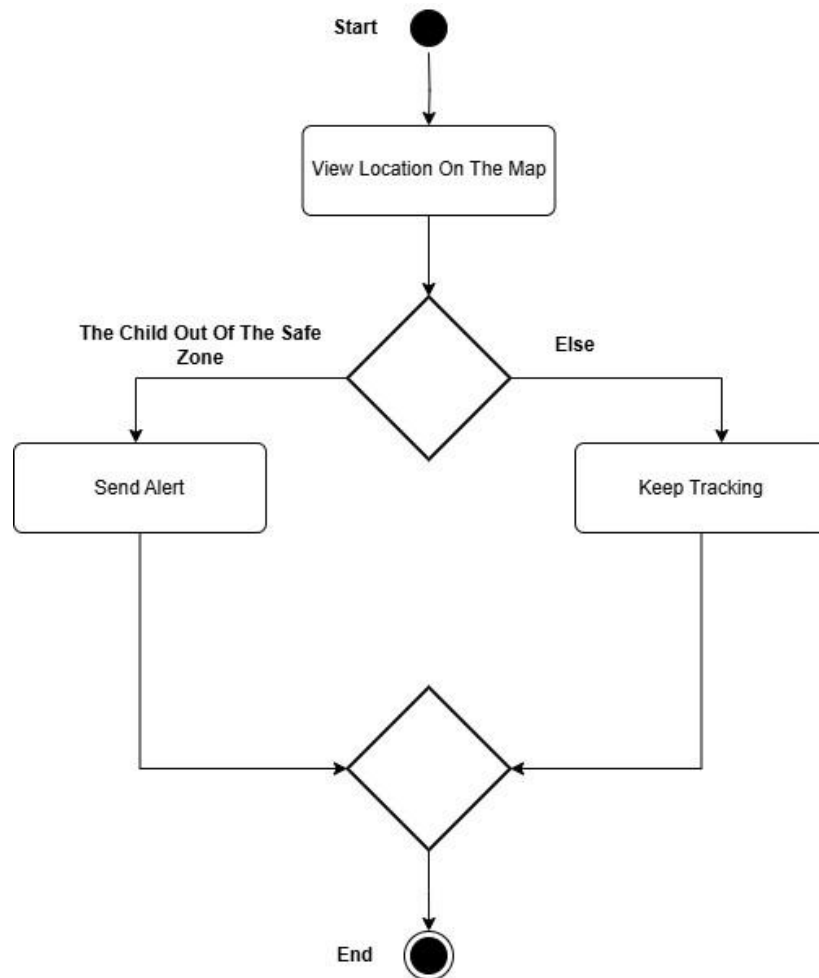 Start
View Location On The Map
The Child Out Of The Safe
Zone
Else
Send Alert
Keep Tracking
End